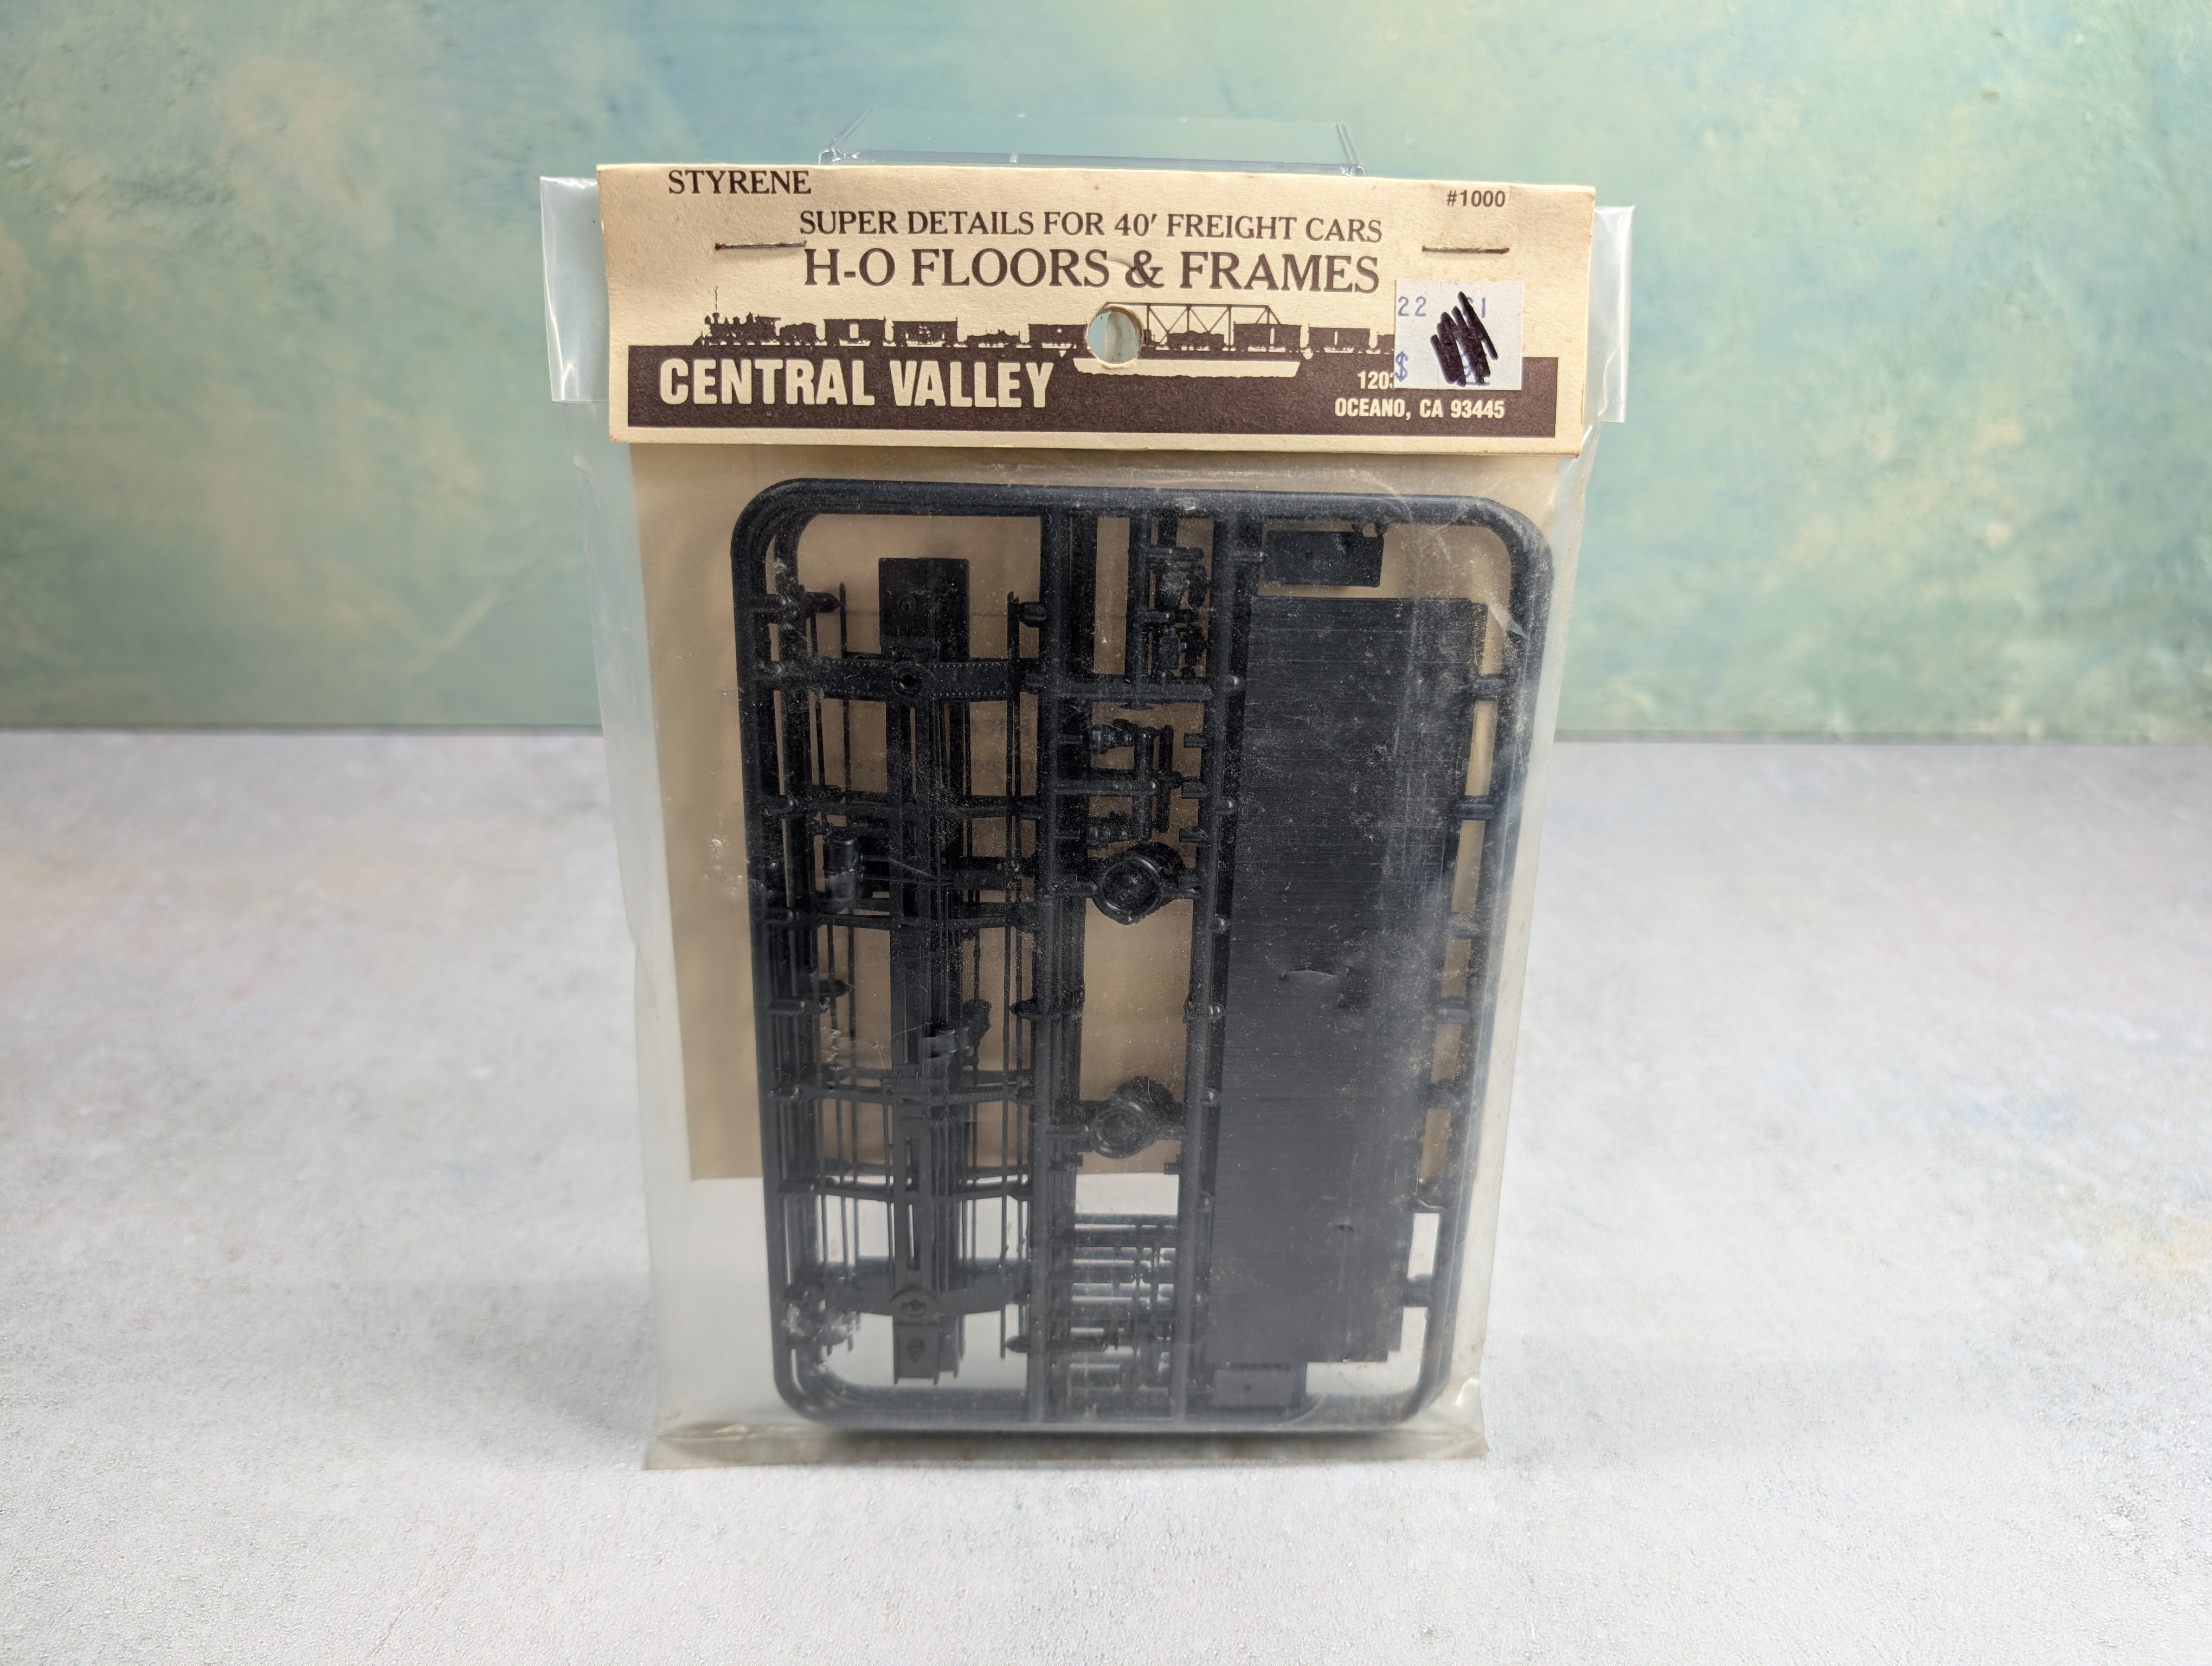 STYRENE
#1000
SUPER DETAILS FOR 40' FREIGHT CARS
H-O FLOORS & FRAMES
22
$
CENTRAL VALLEY
OCEANO, CA 93445